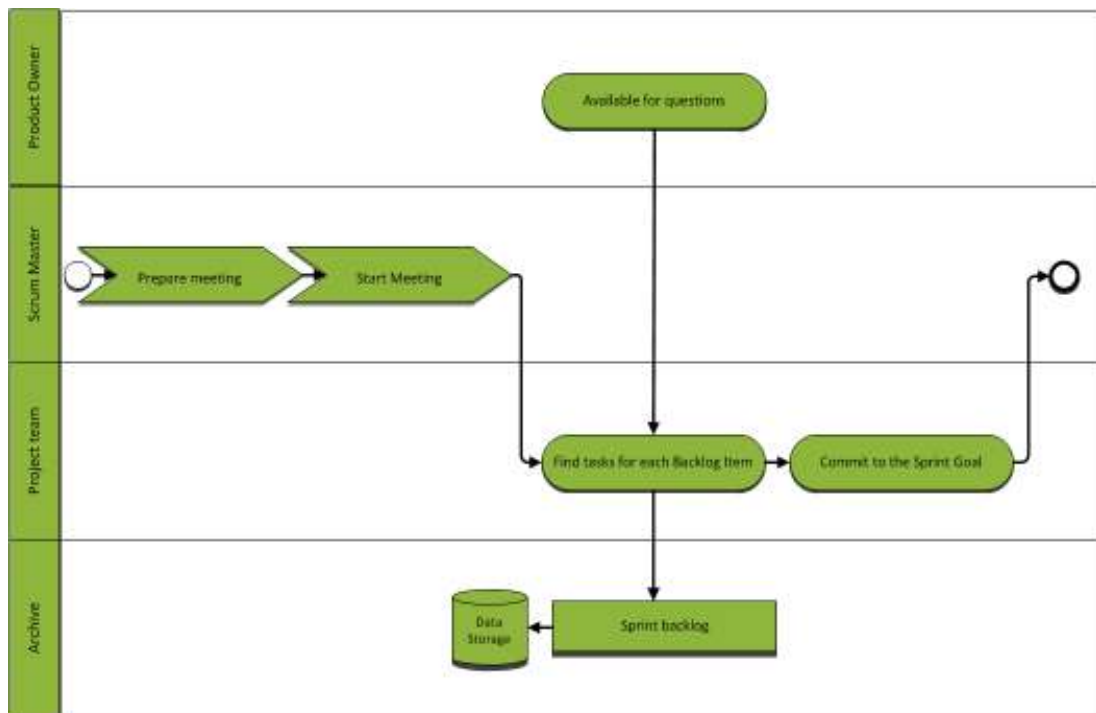 Product Owner
Available for questions
Scrum Master
Prepare meeting
Start Meeting
Project team
Find tasks for each Backlog Item
Commit to the Sprint Goal
Archive
Data
Storage
Sprint backlog